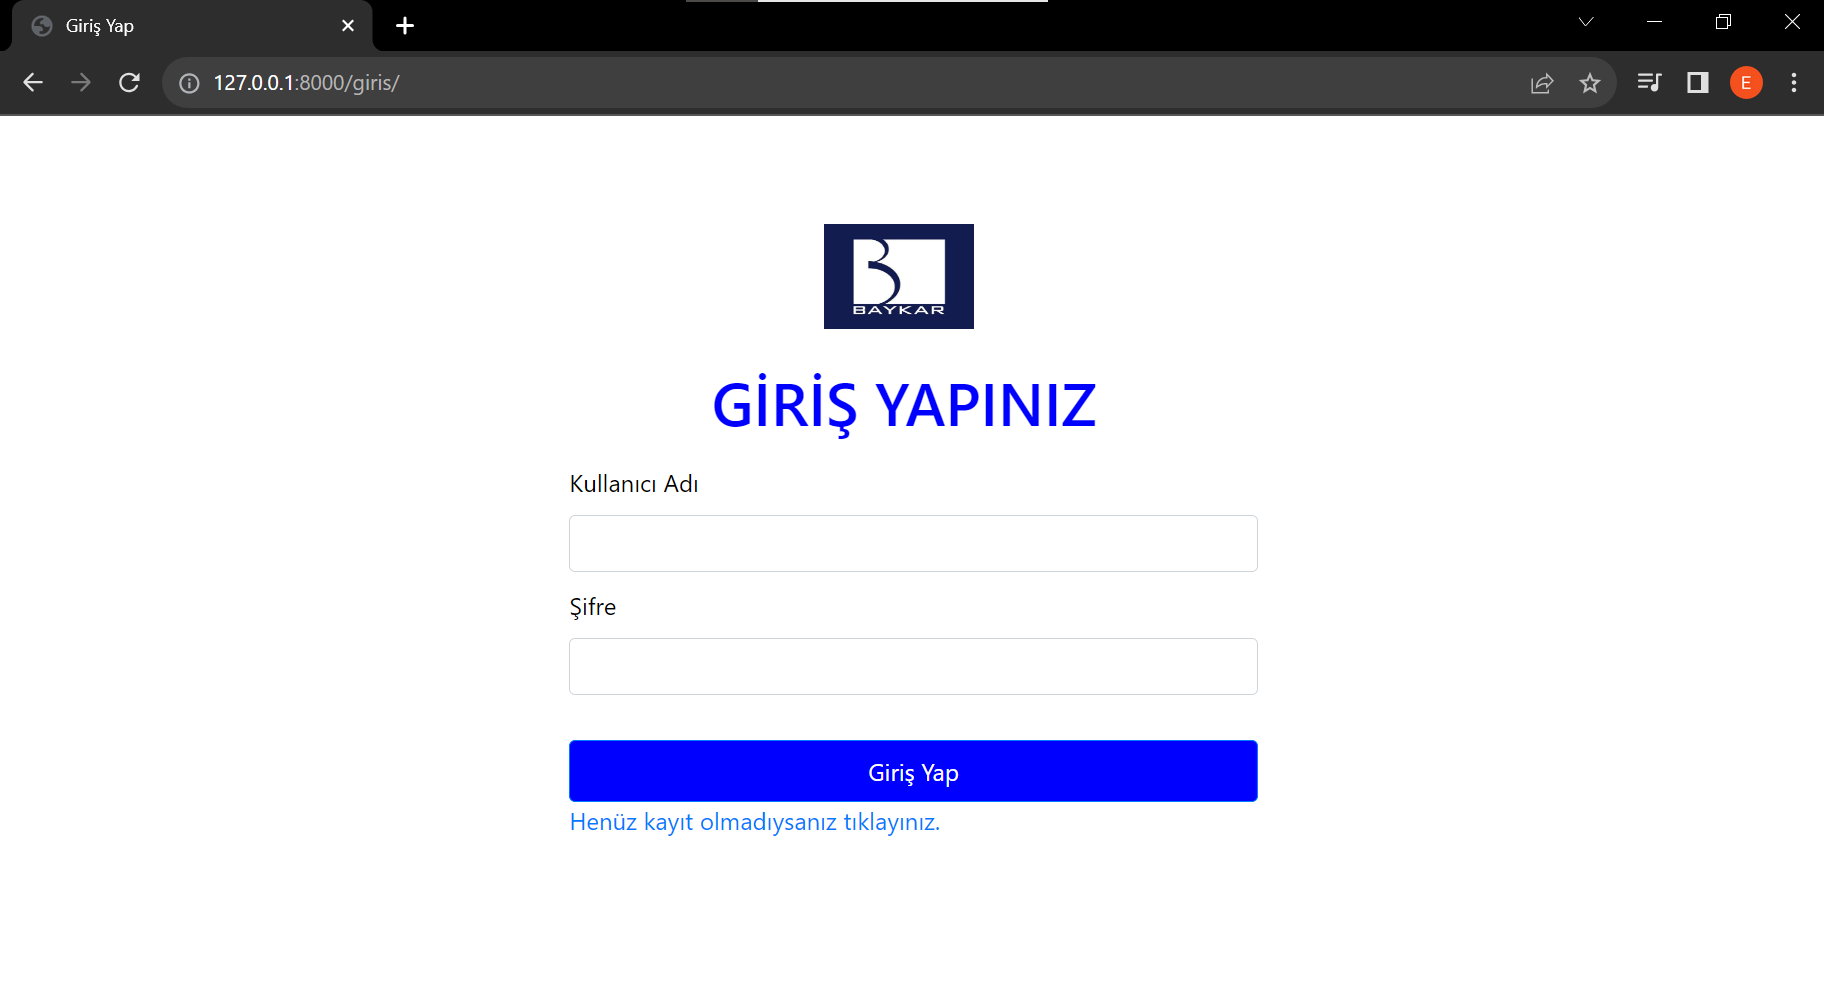 Giriş Yap
127.0.0.1:8000/giris/
E
B
BAYKAR
GİRİŞ YAPINIZ
Kullanıcı Adı
Şifre
Giriş Yap
Henüz kayıt olmadıysanız tıklayınız.